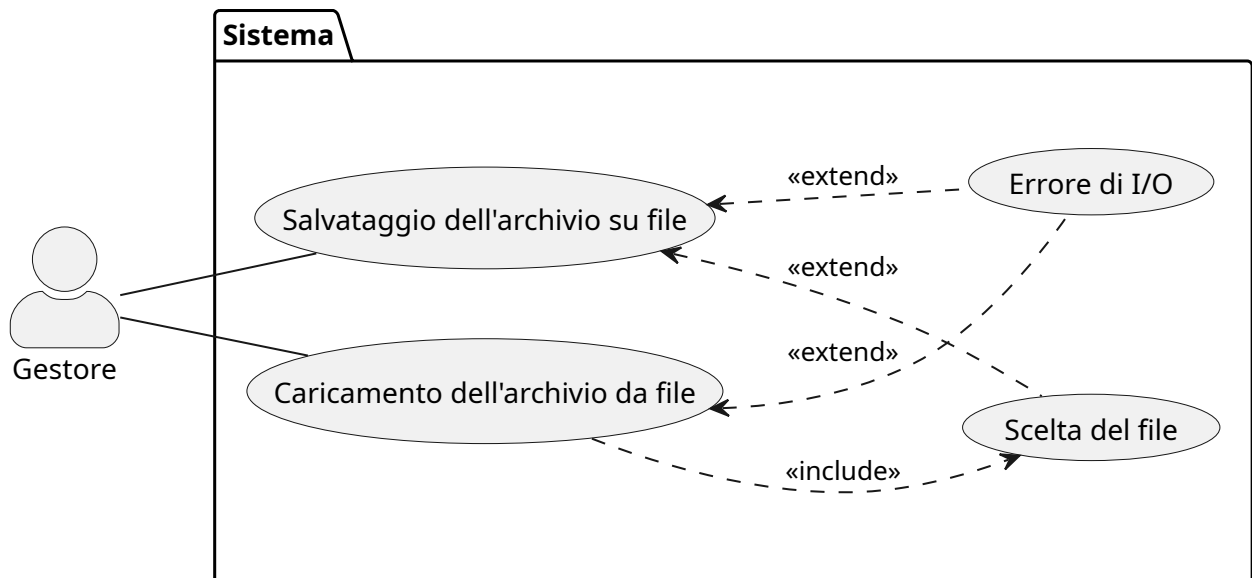 Sistema
«extend»
Errore di I/O
Salvataggio dell'archivio su file
«extend»
Gestore
«extend»
Caricamento dell'archivio da file
Scelta del file
«include»